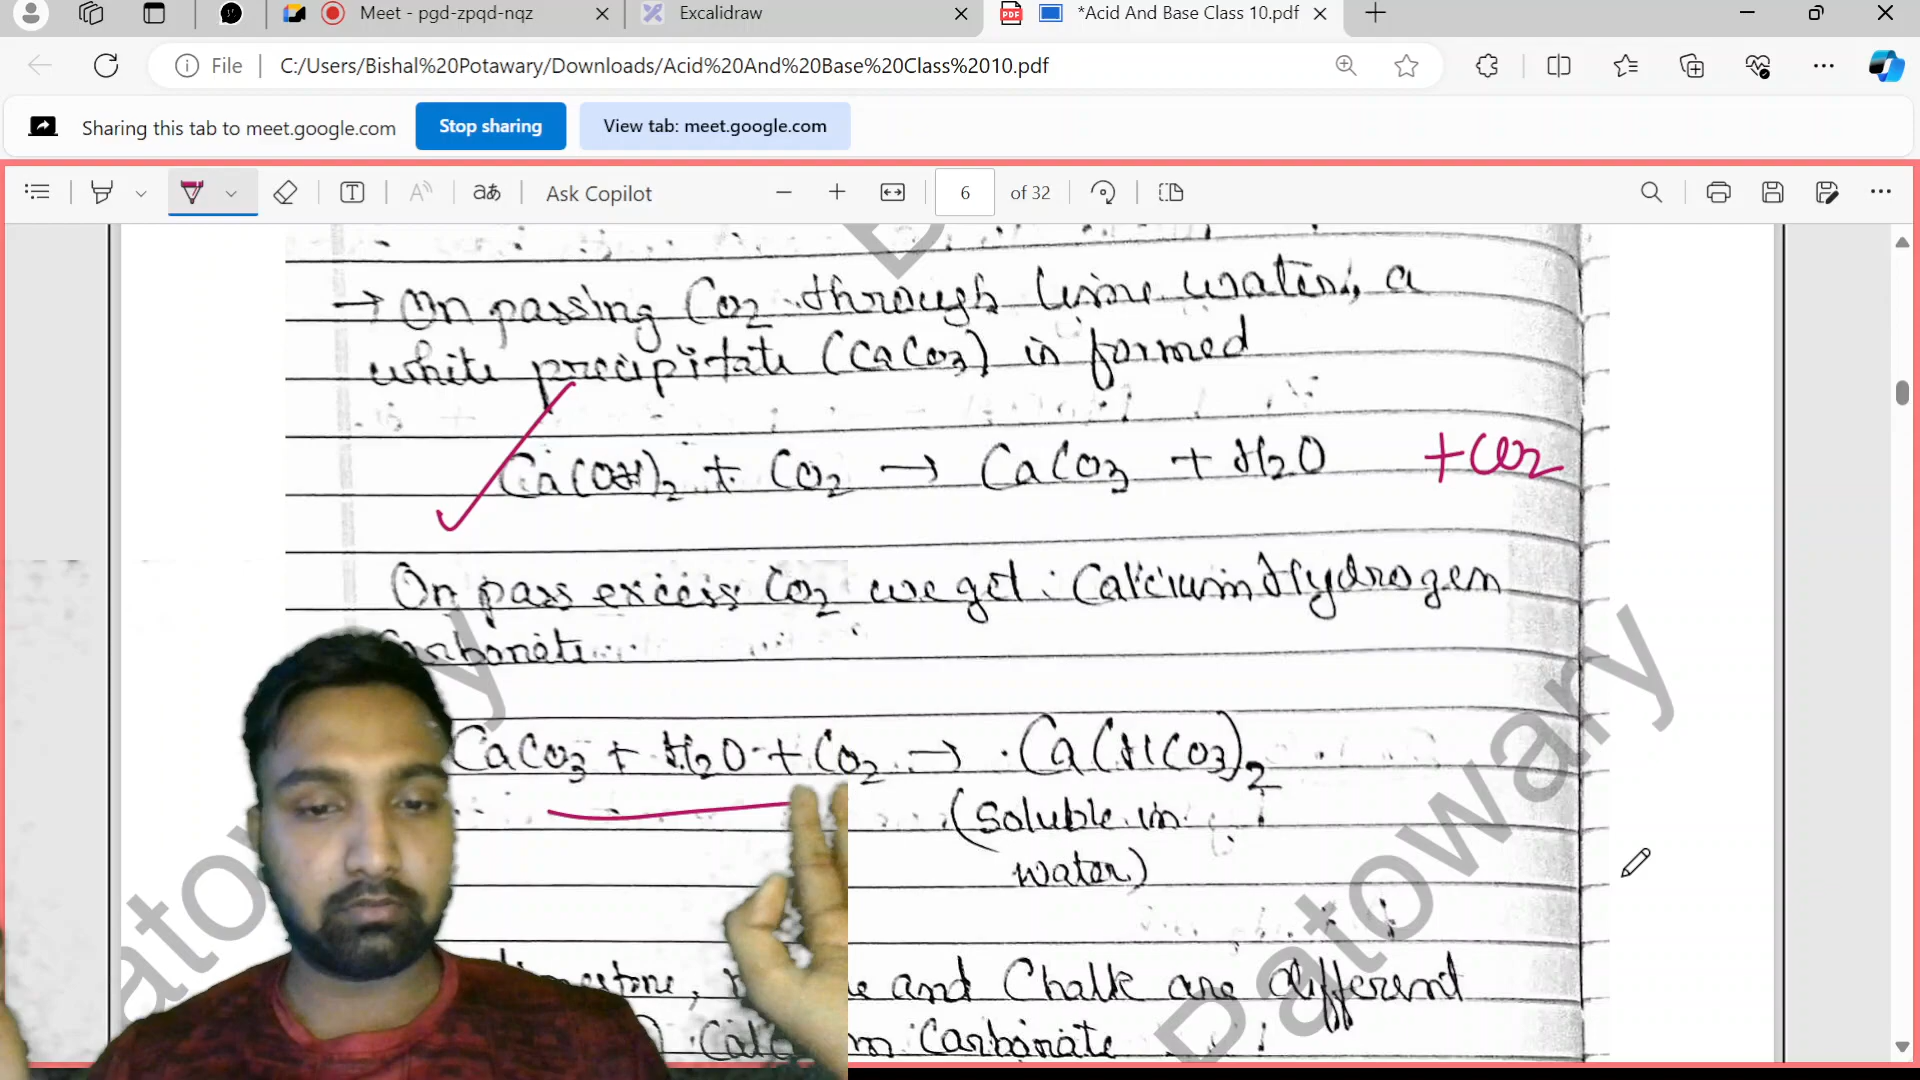 Meet - pgd-zpqd-nqz
Excalidraw
PDF
*Acid And Base Class 10.pdf
File
C:/Users/Bishal%20Potawary/Downloads/Acid%20And%20Base%20Class%2010.pdf
Sharing this tab to meet.google.com
Stop sharing
View tab: meet.google.com
Ask Copilot
6
of 32
→ On passing CO2 through lime water, a
white precipitate (CaCO3) is formed
Ca(OH)2 + CO2 → CaCO3 + H2O +CO2
On pass excess CO2 we get Calcium Hydrogen
Carbonate
CaCO3 + H2O + CO2 → Ca(HCO3)2
(Soluble in
water)
and Chalk are different
Carbonate
Patowary